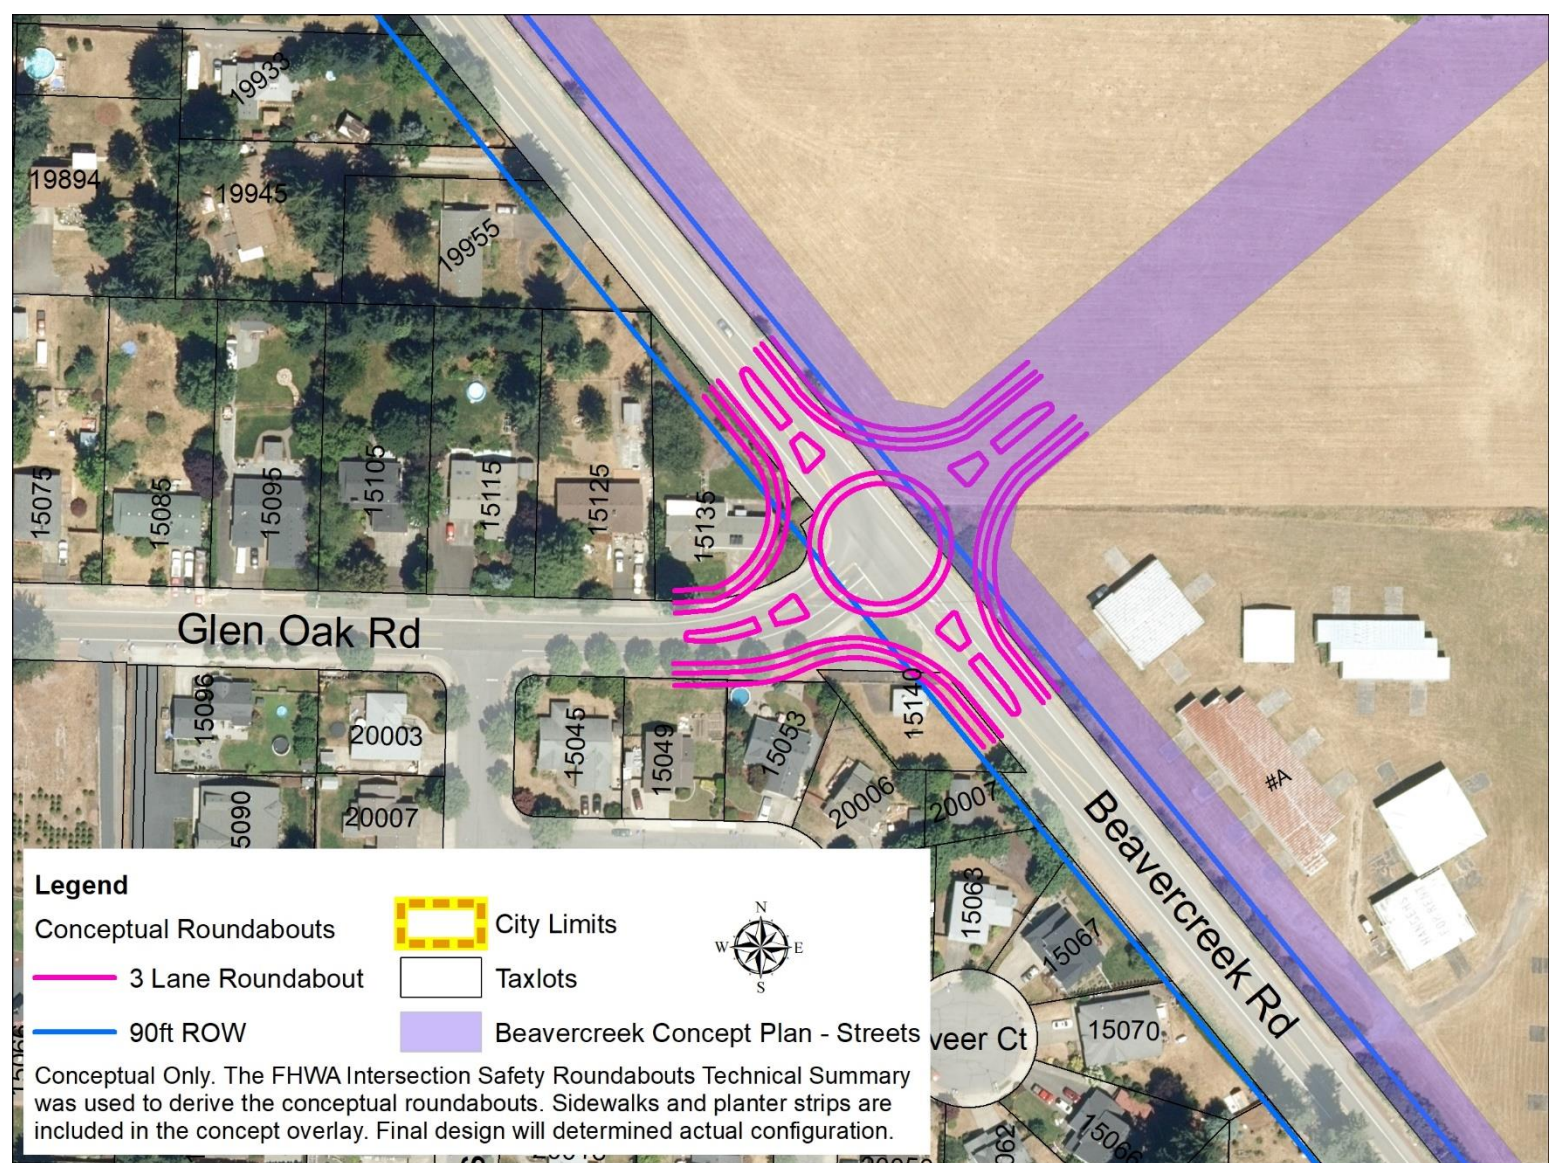 19933
19894
19945
19955
15075
15085
15095
15105
15115
15125
15135
Glen Oak Rd
15096
20003
15045
15049
15053
15140
#A
5090
20007
20006
20007
Beavercreek Rd
Legend
Conceptual Roundabouts
3 Lane Roundabout
90ft ROW
City Limits
Taxlots
Beavercreek Concept Plan - Streets
N
W E
S
Conceptual Only. The FHWA Intersection Safety Roundabouts Technical Summary
was used to derive the conceptual roundabouts. Sidewalks and planter strips are
included in the concept overlay. Final design will determined actual configuration.
15063
15067
veer Ct
15070
15066